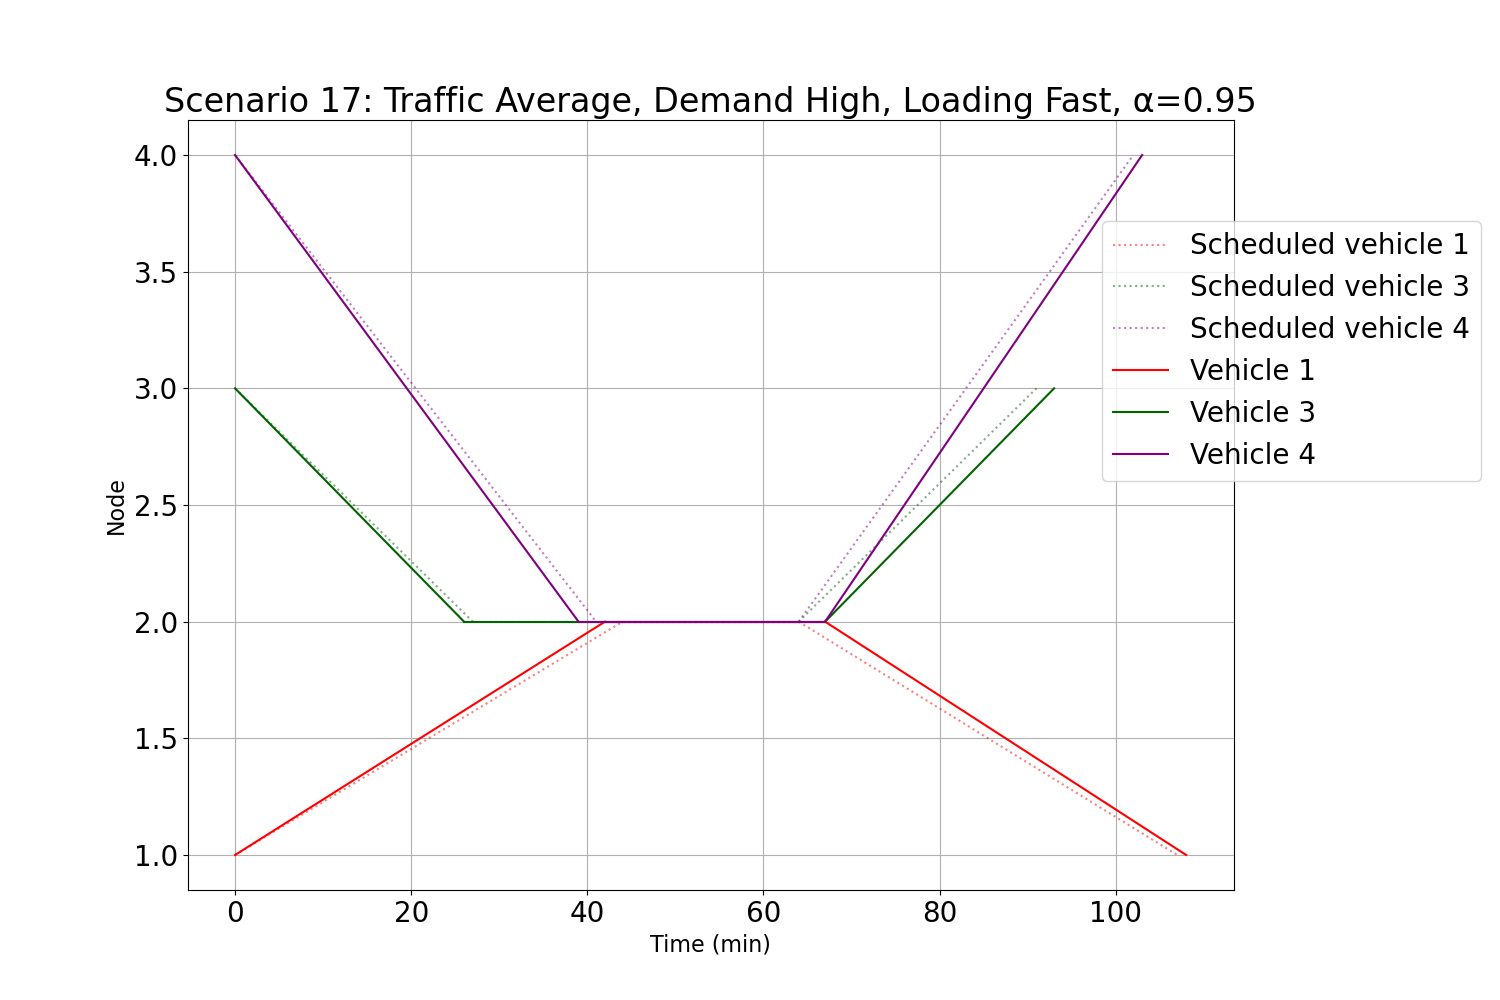 Scenario 17: Traffic Average, Demand High, Loading Fast, α=0.95
4.0
3.5
3.0
2.5
2.0
1.5
1.0
Node
0 20 40 60 80 100
Time (min)
Scheduled vehicle 1
Scheduled vehicle 3
Scheduled vehicle 4
Vehicle 1
Vehicle 3
Vehicle 4